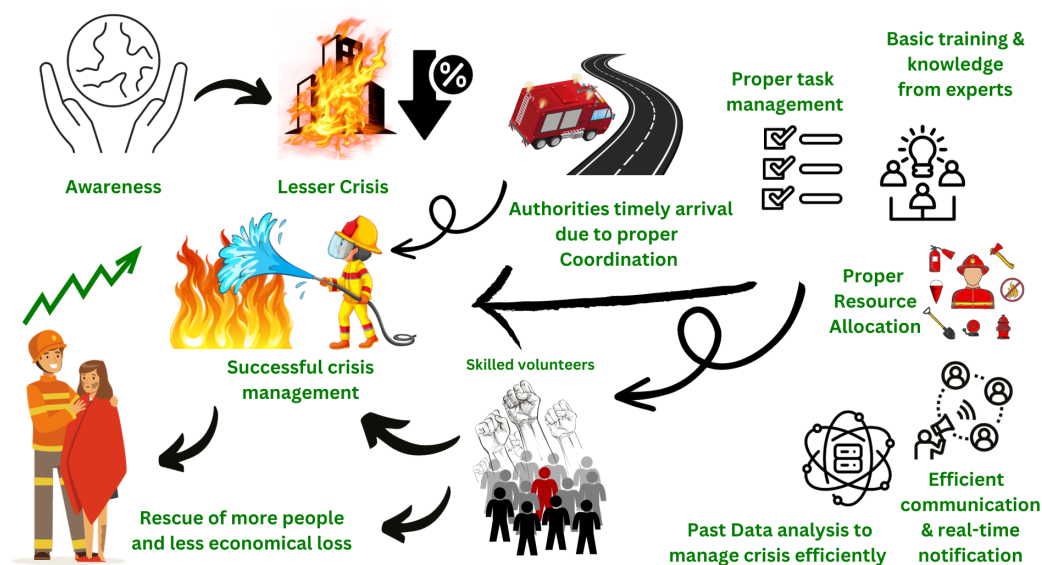 Basic training &
knowledge
from experts
Proper task
management
%
Awareness
Lesser Crisis
Authorities timely arrival
due to proper
Coordination
Proper
Resource
Allocation
Successful crisis
management
Skilled volunteers
Rescue of more people
and less economical loss
Past Data analysis to
manage crisis efficiently
Efficient
communication
& real-time
notification